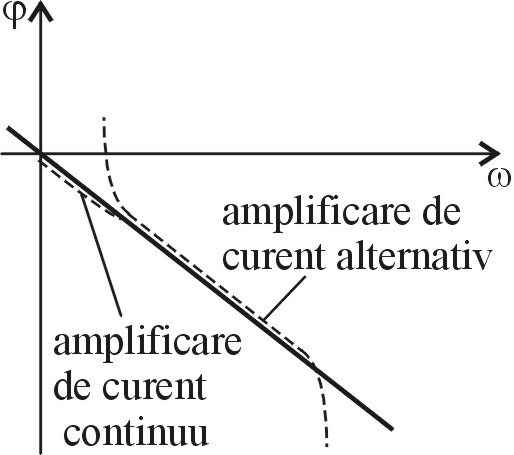 φ
ω
amplificare de
curent alternativ
amplificare
de curent
continuu